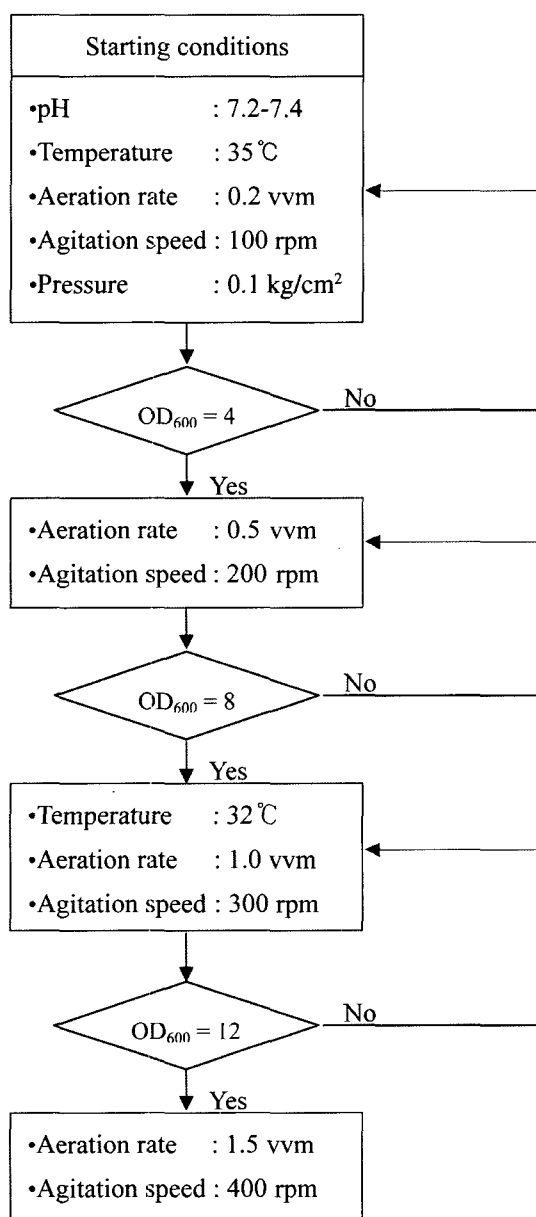 Starting conditions
•pH : 7.2-7.4
•Temperature : 35℃
•Aeration rate : 0.2 vvm
•Agitation speed : 100 rpm
•Pressure : 0.1 kg/cm²
OD₆₀₀ = 4
No
Yes
•Aeration rate : 0.5 vvm
•Agitation speed : 200 rpm
OD₆₀₀ = 8
No
Yes
•Temperature : 32℃
•Aeration rate : 1.0 vvm
•Agitation speed : 300 rpm
OD₆₀₀ = 12
No
Yes
•Aeration rate : 1.5 vvm
•Agitation speed : 400 rpm